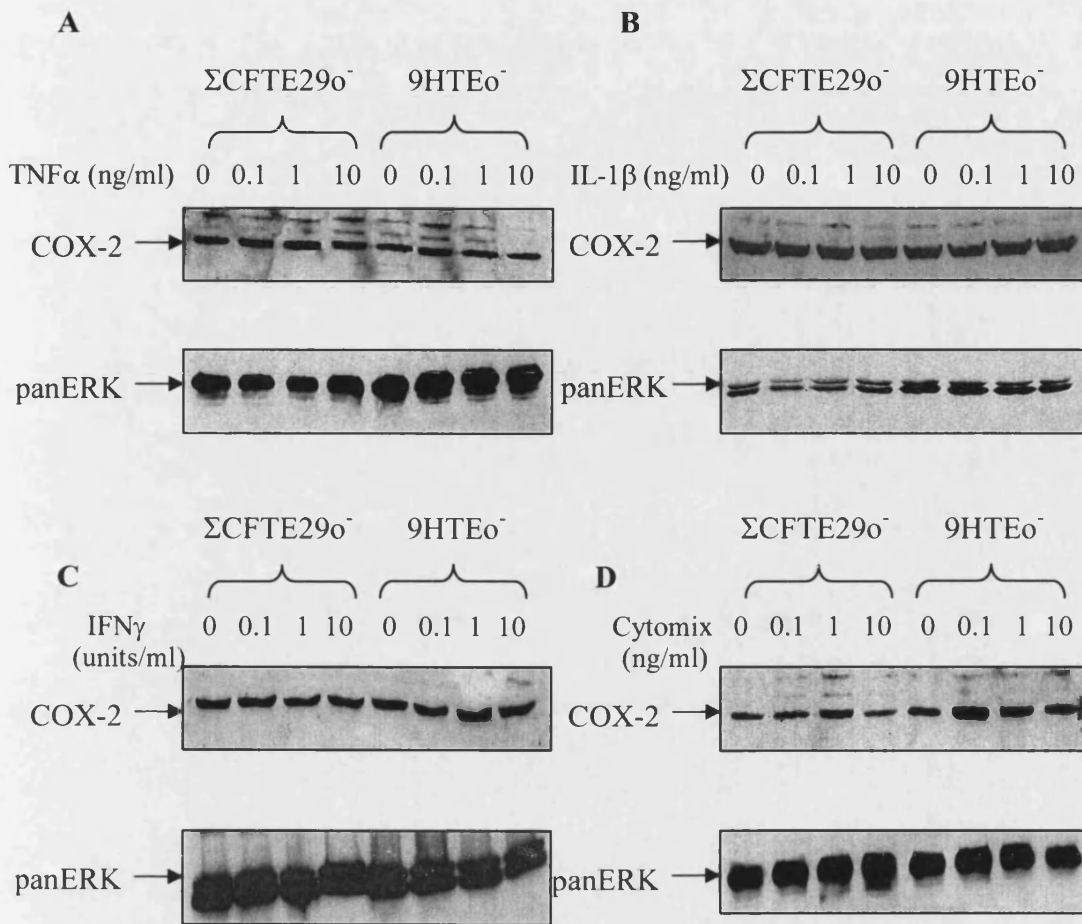 A
ΣCFTE29o⁻ 9HTEo⁻
TNFα (ng/ml) 0 0.1 1 10 0 0.1 1 10
COX-2
panERK
B
ΣCFTE29o⁻ 9HTEo⁻
IL-1β (ng/ml) 0 0.1 1 10 0 0.1 1 10
COX-2
panERK
ΣCFTE29o⁻ 9HTEo⁻
C
IFNγ 0 0.1 1 10 0 0.1 1 10
(units/ml)
COX-2
panERK
ΣCFTE29o⁻ 9HTEo⁻
D
Cytomix 0 0.1 1 10 0 0.1 1 10
(ng/ml)
COX-2
panERK